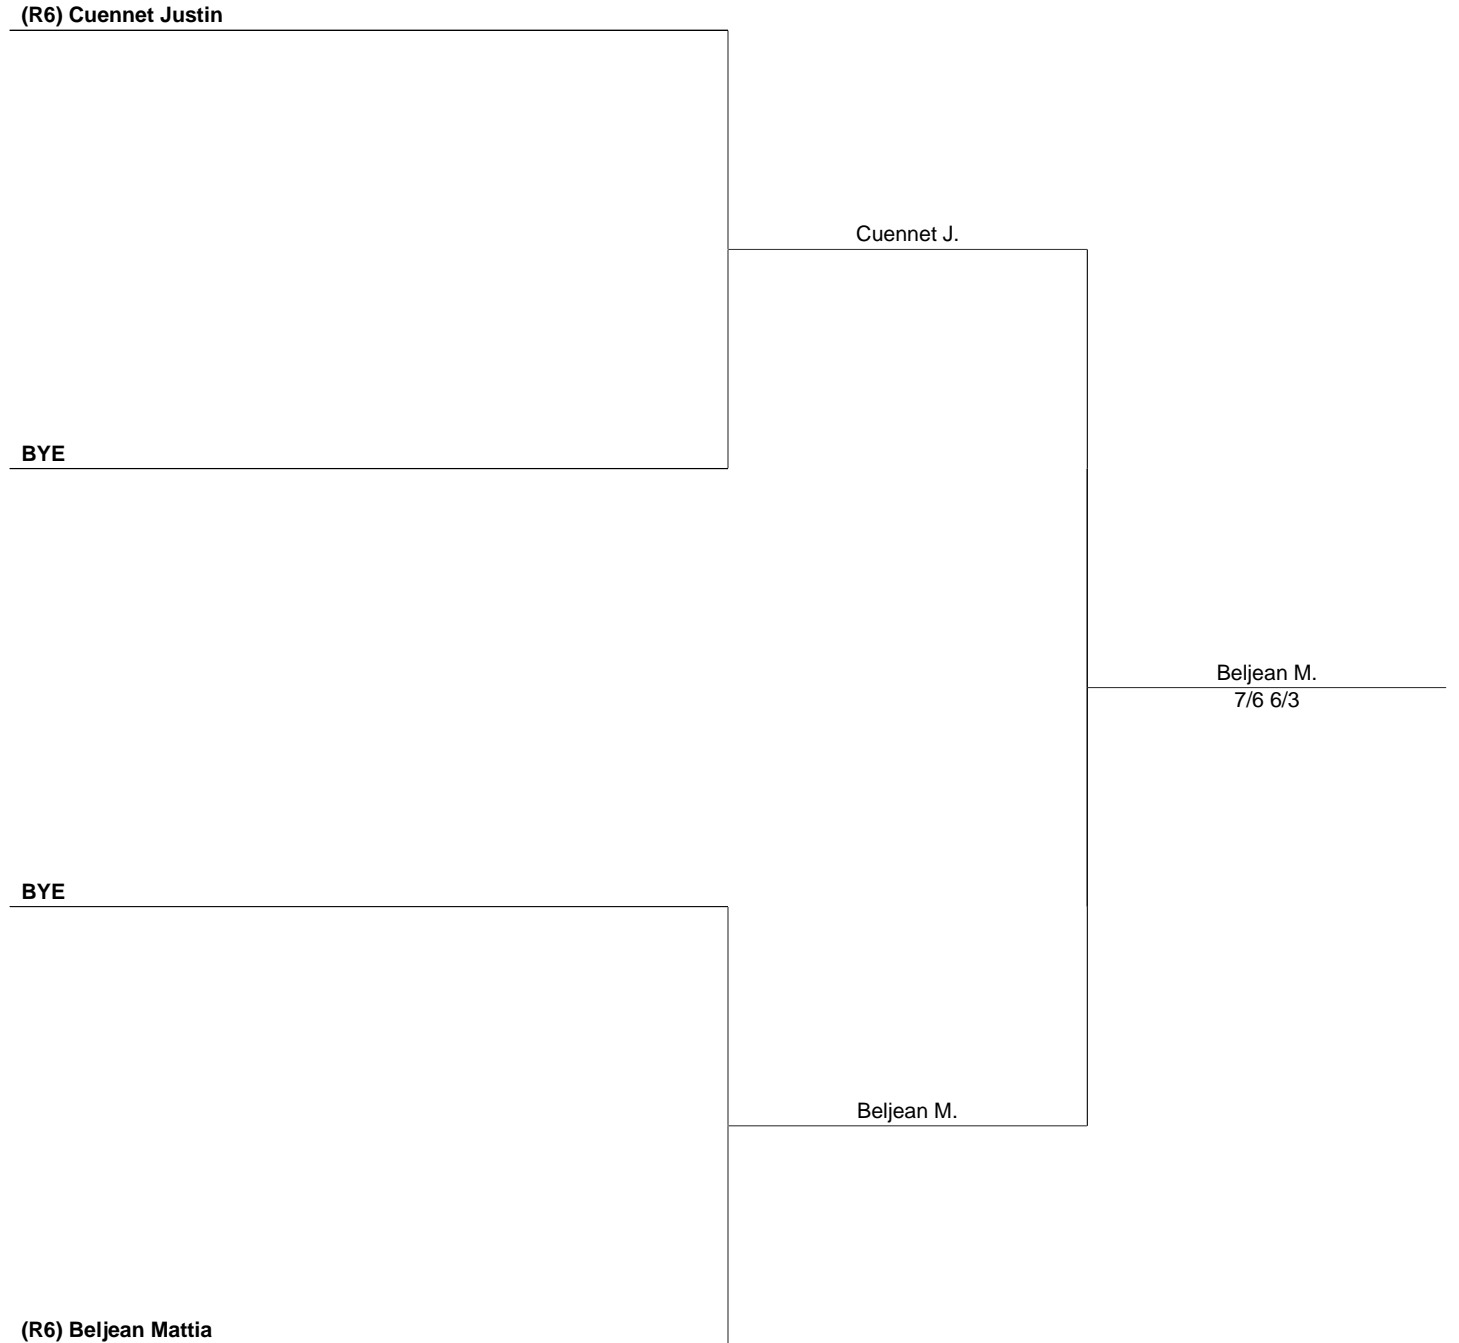 (R6) Cuennet Justin
Cuennet J.
BYE
Beljean M.
7/6 6/3
BYE
Beljean M.
(R6) Beljean Mattia